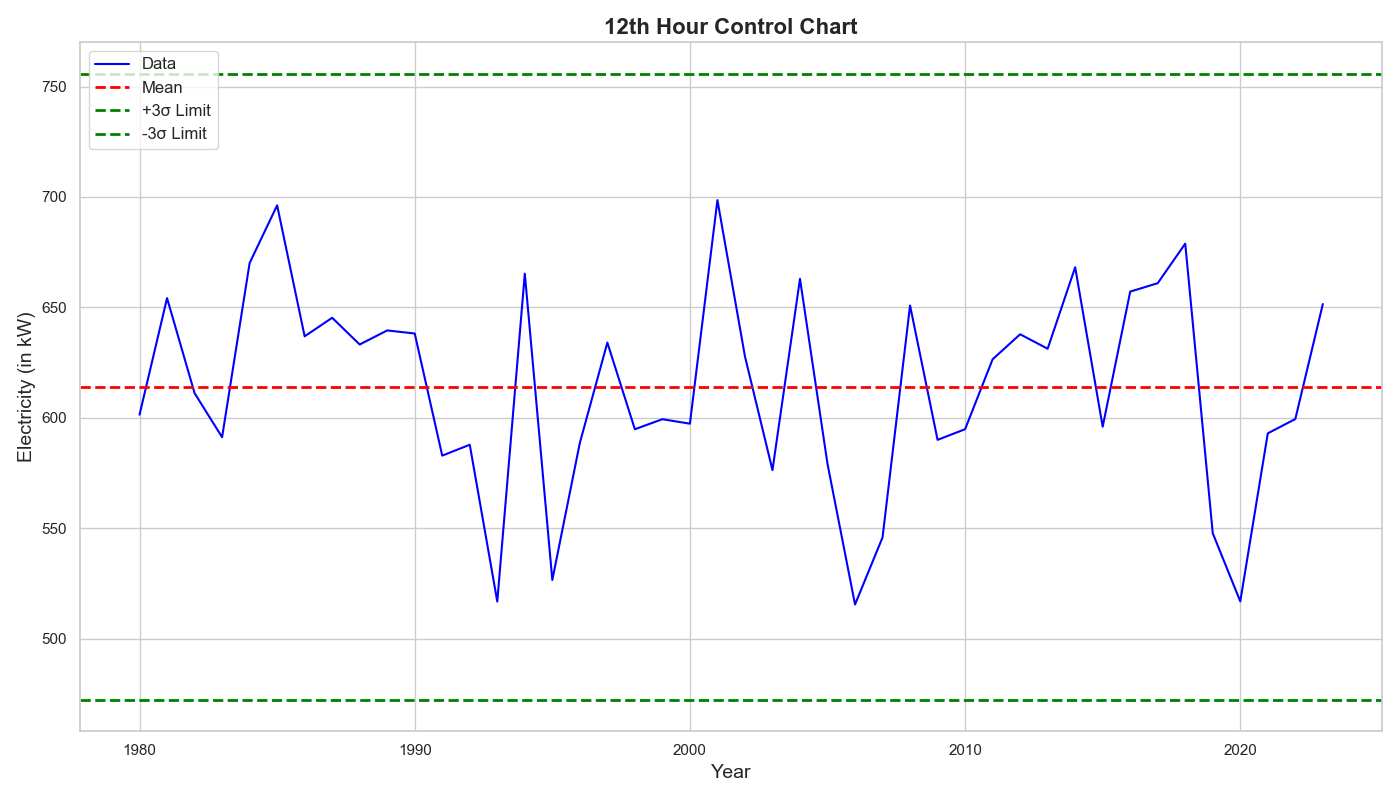 12th Hour Control Chart
Data
Mean
+3σ Limit
-3σ Limit
Electricity (in kW)
750
700
650
600
550
500
1980
1990
2000
2010
2020
Year